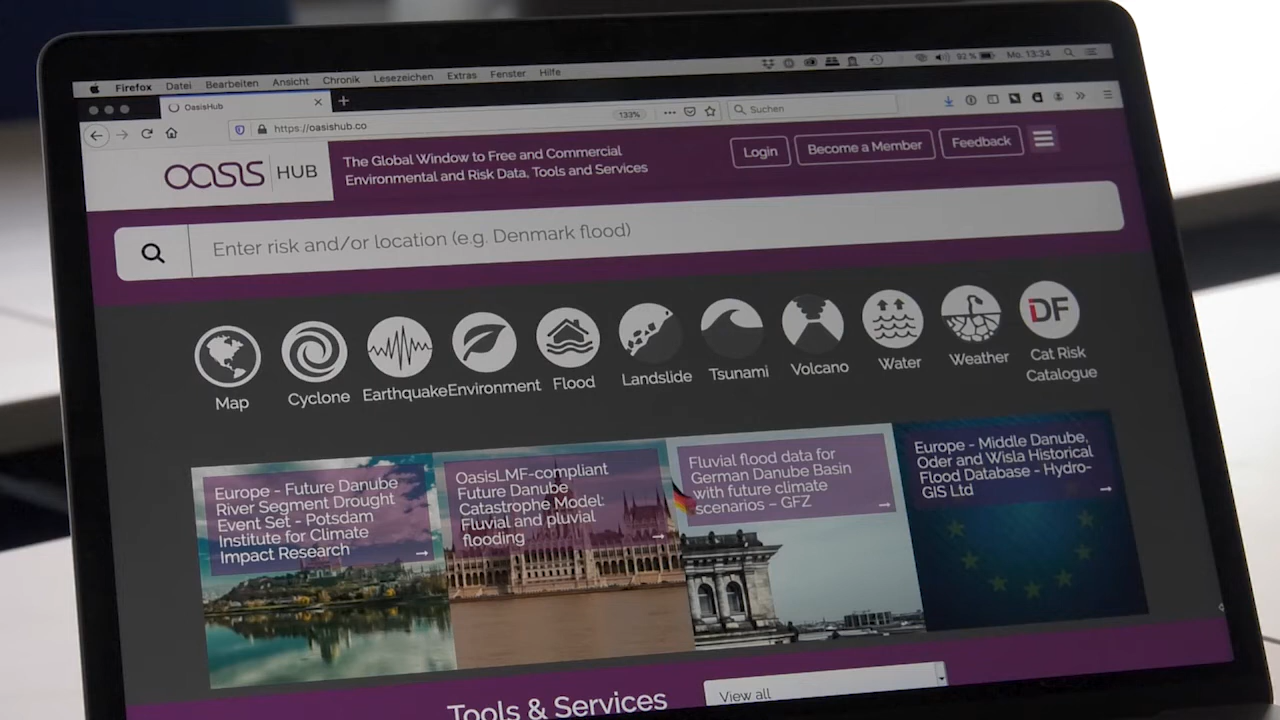 Firefox Datei Bearbeiten Ansicht Chronik Lesezeichen Extras Fenster Hilfe
92 % Mo. 13:34
OasisHub
https://oasishub.co
133%
Suchen
OASIS HUB
The Global Window to Free and Commercial
Environmental and Risk Data, Tools and Services
Login
Become a Member
Feedback
Enter risk and/or location (e.g. Denmark flood)
Map
Cyclone
Earthquake
Environment
Flood
Landslide
Tsunami
Volcano
Water
Weather
iDF
Cat Risk
Catalogue
Europe - Future Danube
River Segment Drought
Event Set - Potsdam
Institute for Climate
Impact Research
OasisLMF-compliant
Future Danube
Catastrophe Model:
Fluvial and pluvial
flooding
Fluvial flood data for
German Danube Basin
with future climate
scenarios – GFZ
Europe - Middle Danube,
Oder and Wisla Historical
Flood Database - Hydro-
GIS Ltd
Tools & Services
View all